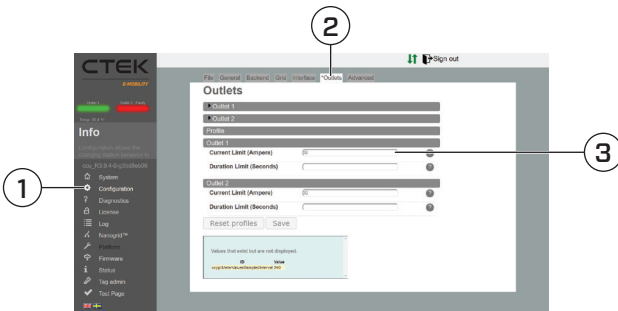 2
CTEK
E-MOBILITY
Sign out
File General Backend Grid Interface *Outlets Advanced
Outlets
Outlet 1
Outlet 2
Profile
Outlet 1
Current Limit (Ampere)
Duration Limit (Seconds)
Outlet 2
Current Limit (Ampere)
Duration Limit (Seconds)
Reset profiles Save
Values that exist but are not displayed.
ID Value
Info
System
Configuration
Diagnostics
License
Log
Nanogrid™
Platform
Firmware
Status
Tag admin
Test Page
1
3